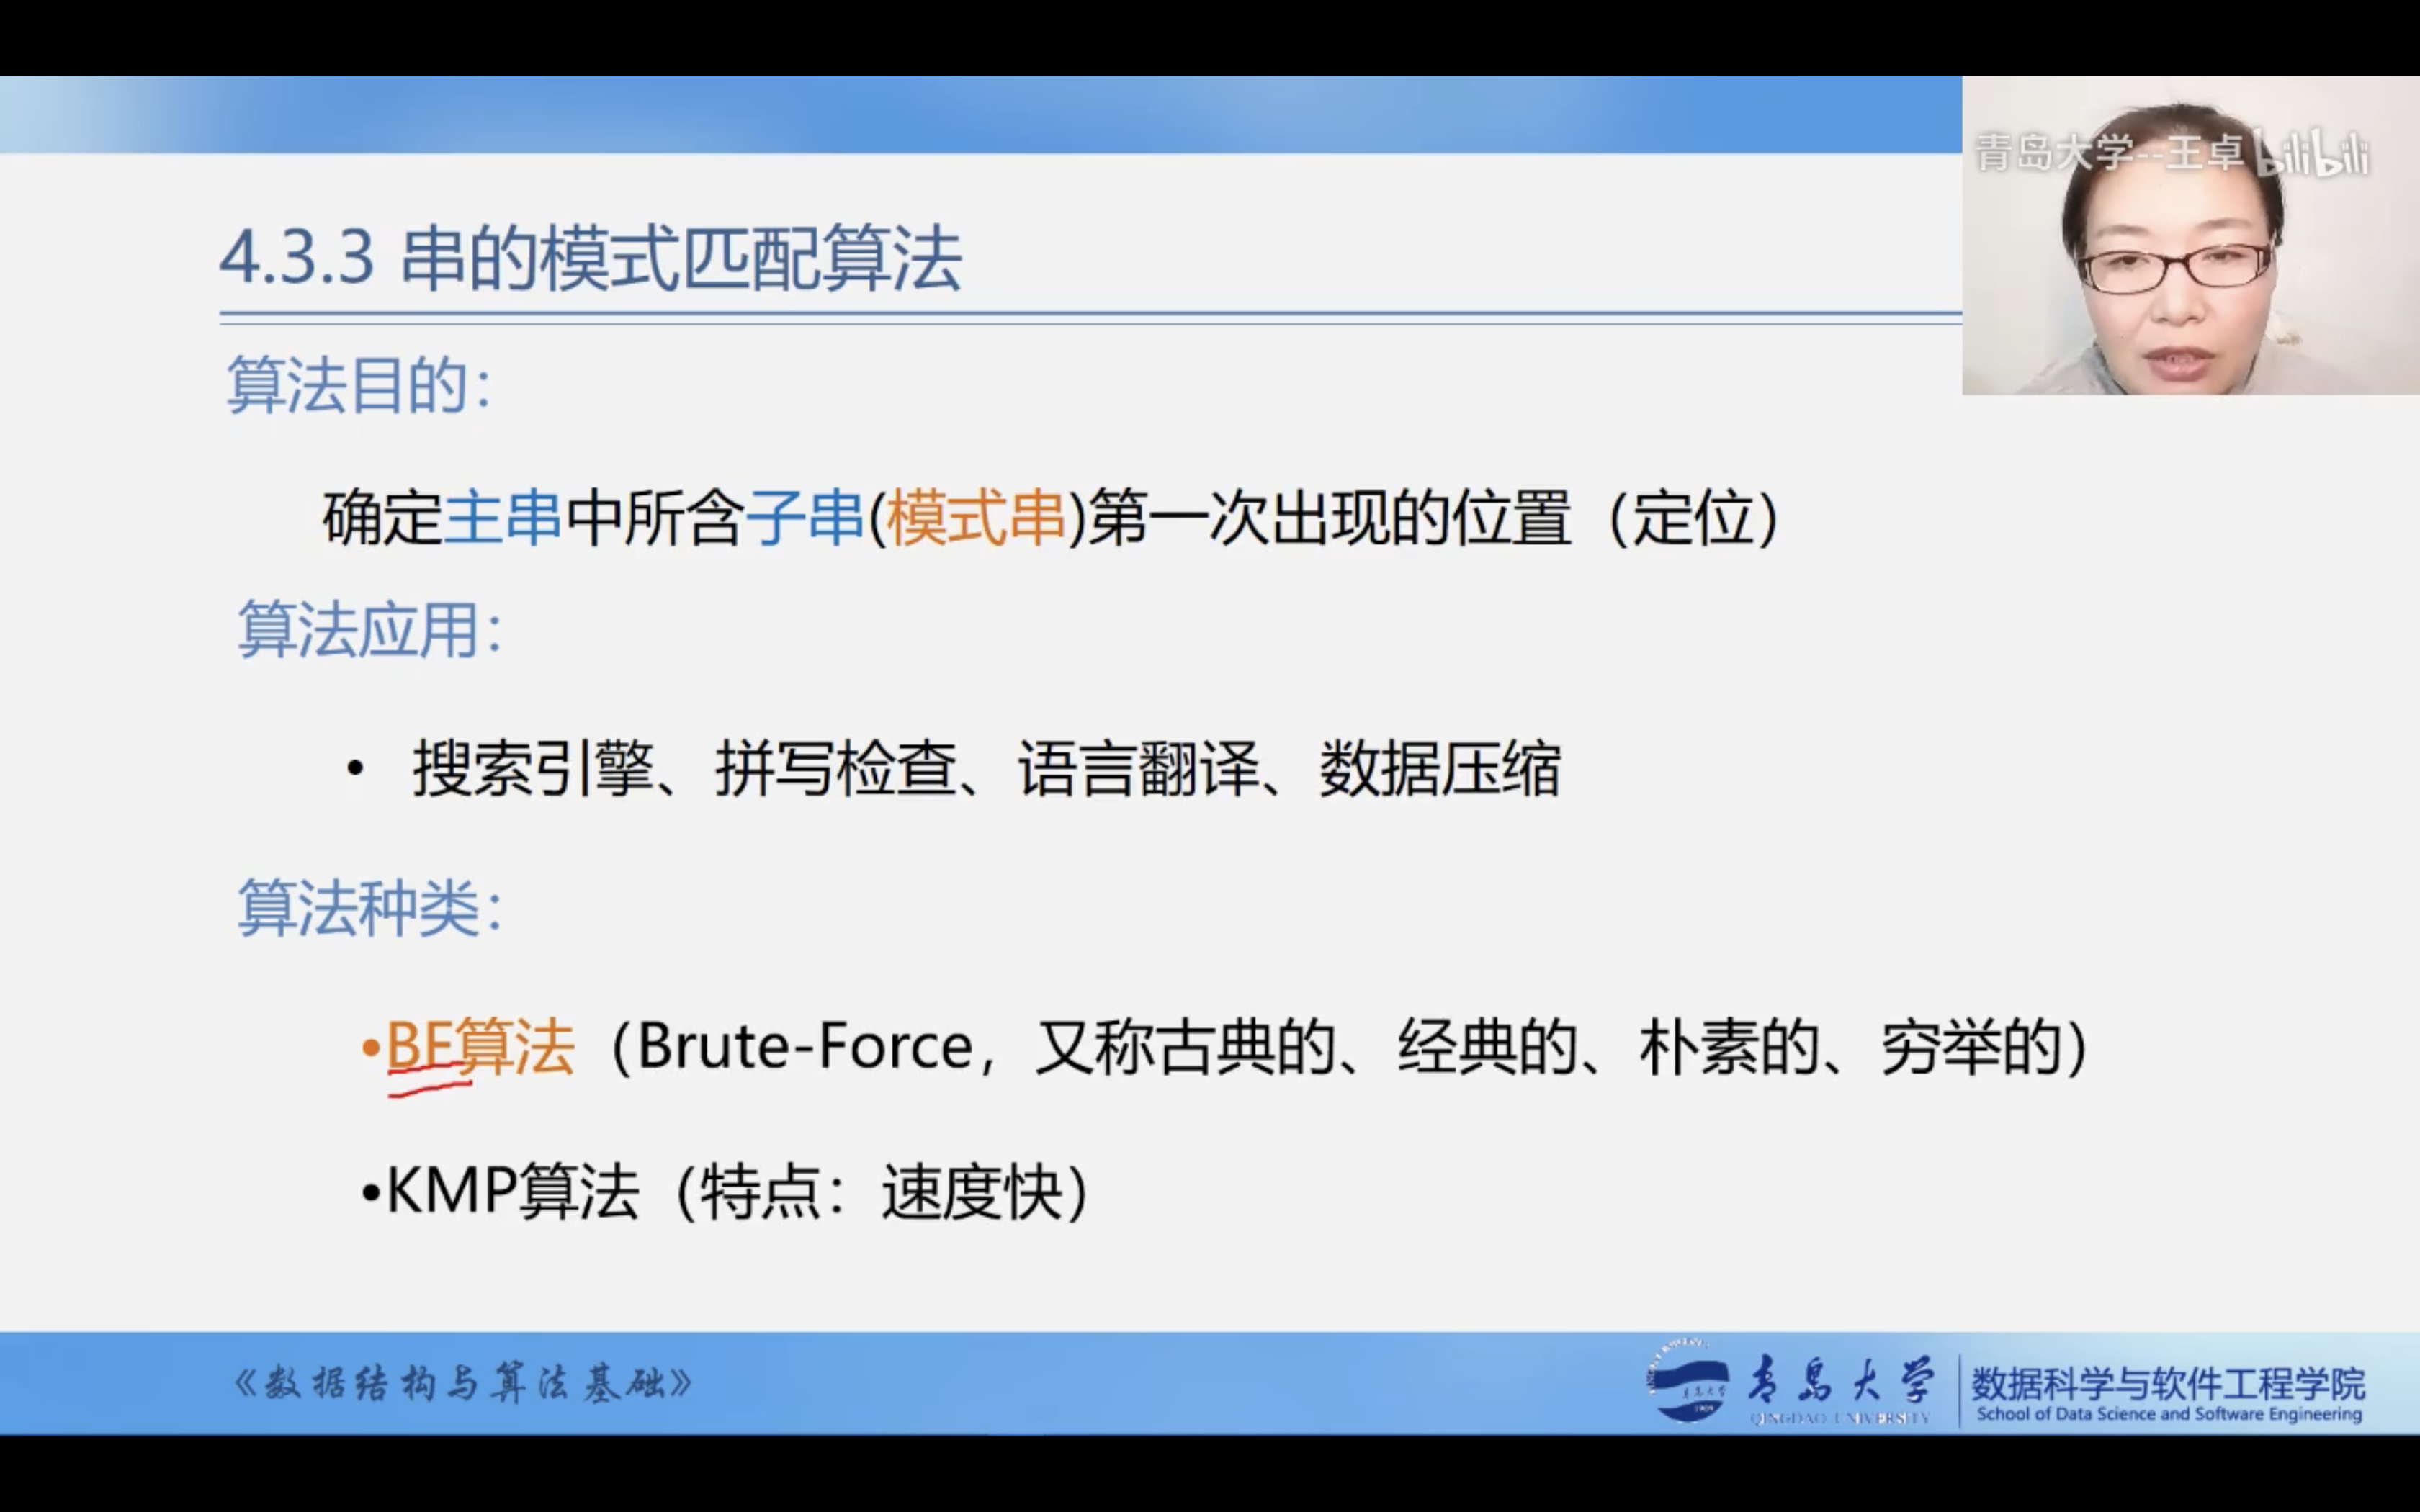 青岛大学--王卓 bilibili
4.3.3 串的模式匹配算法
算法目的：
确定主串中所含子串(模式串)第一次出现的位置（定位）
算法应用：
• 搜索引擎、拼写检查、语言翻译、数据压缩
算法种类：
•BF算法（Brute-Force，又称古典的、经典的、朴素的、穷举的）
•KMP算法（特点：速度快）
《数据结构与算法基础》
青岛大学
QINGDAO UNIVERSITY
数据科学与软件工程学院
School of Data Science and Software Engineering